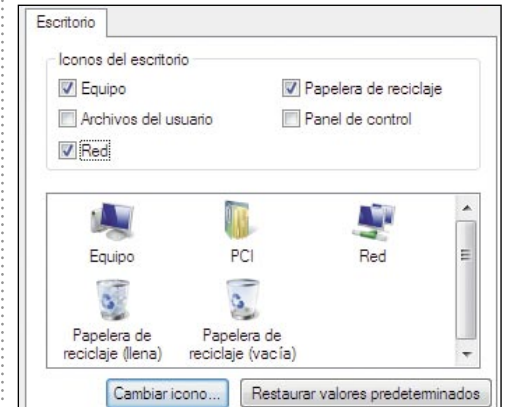 Escritorio
Iconos del escritorio
Equipo
Papelera de reciclaje
Archivos del usuario
Panel de control
Red
Equipo
PCI
Red
Papelera de
reciclaje (llena)
Papelera de
reciclaje (vacía)
Cambiar icono...
Restaurar valores predeterminados